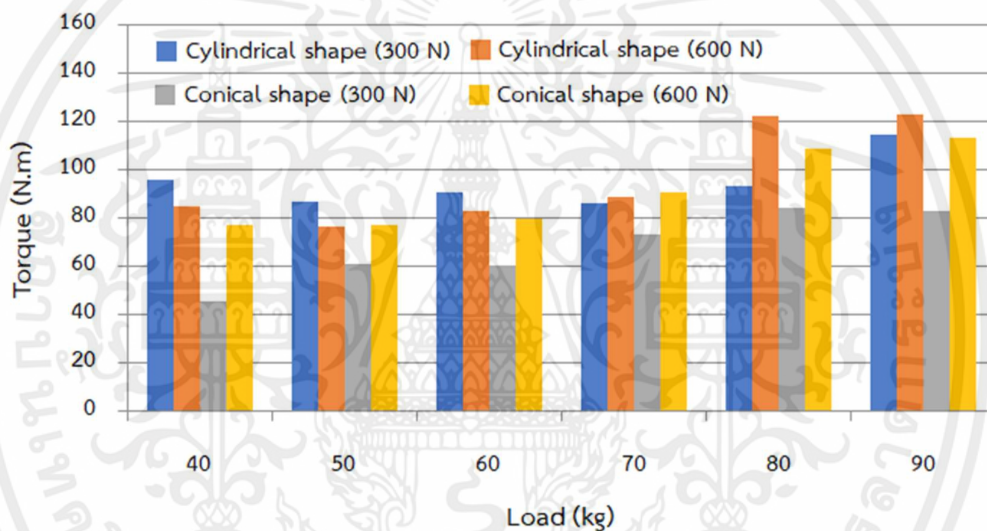 160
140
120
100
80
60
40
20
0
Torque (N.m)
Cylindrical shape (300 N) Cylindrical shape (600 N)
Conical shape (300 N) Conical shape (600 N)
40 50 60 70 80 90
Load (kg)